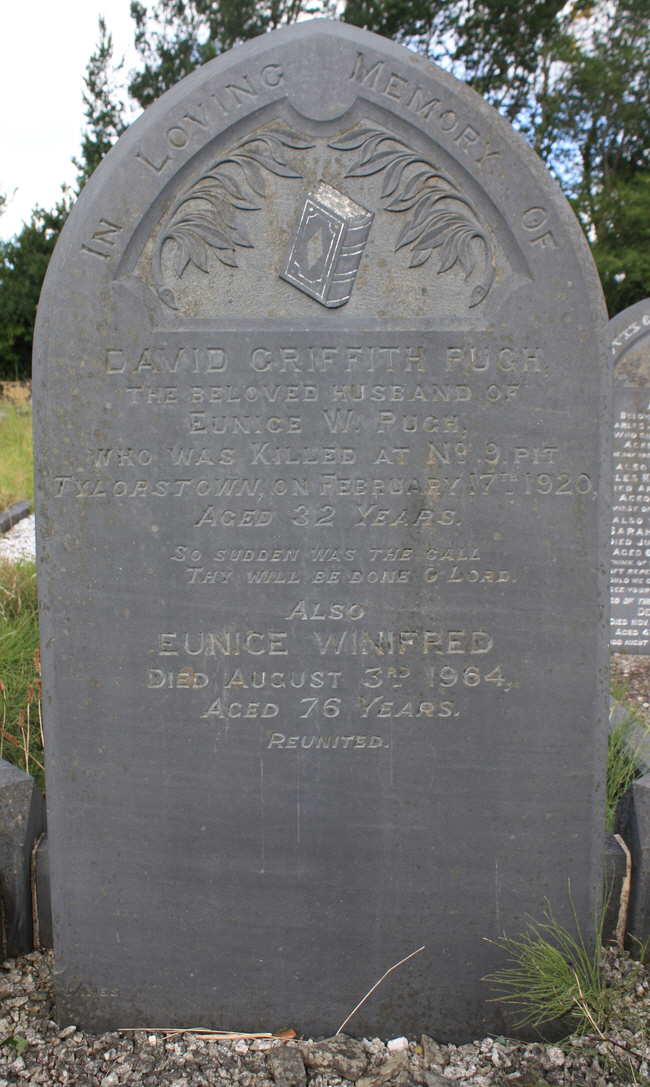 IN LOVING MEMORY OF
DAVID GRIFFITH PUGH,
THE BELOVED HUSBAND OF
EUNICE W. PUGH,
WHO WAS KILLED AT NO. 9, PIT
TYLORSTOWN, ON FEBRUARY 17TH 1920,
AGED 32 YEARS.
SO SUDDEN WAS THE CALL
THY WILL BE DONE O LORD.
ALSO
EUNICE WINIFRED
DIED AUGUST 3RD 1964,
AGED 76 YEARS.
REUNITED.